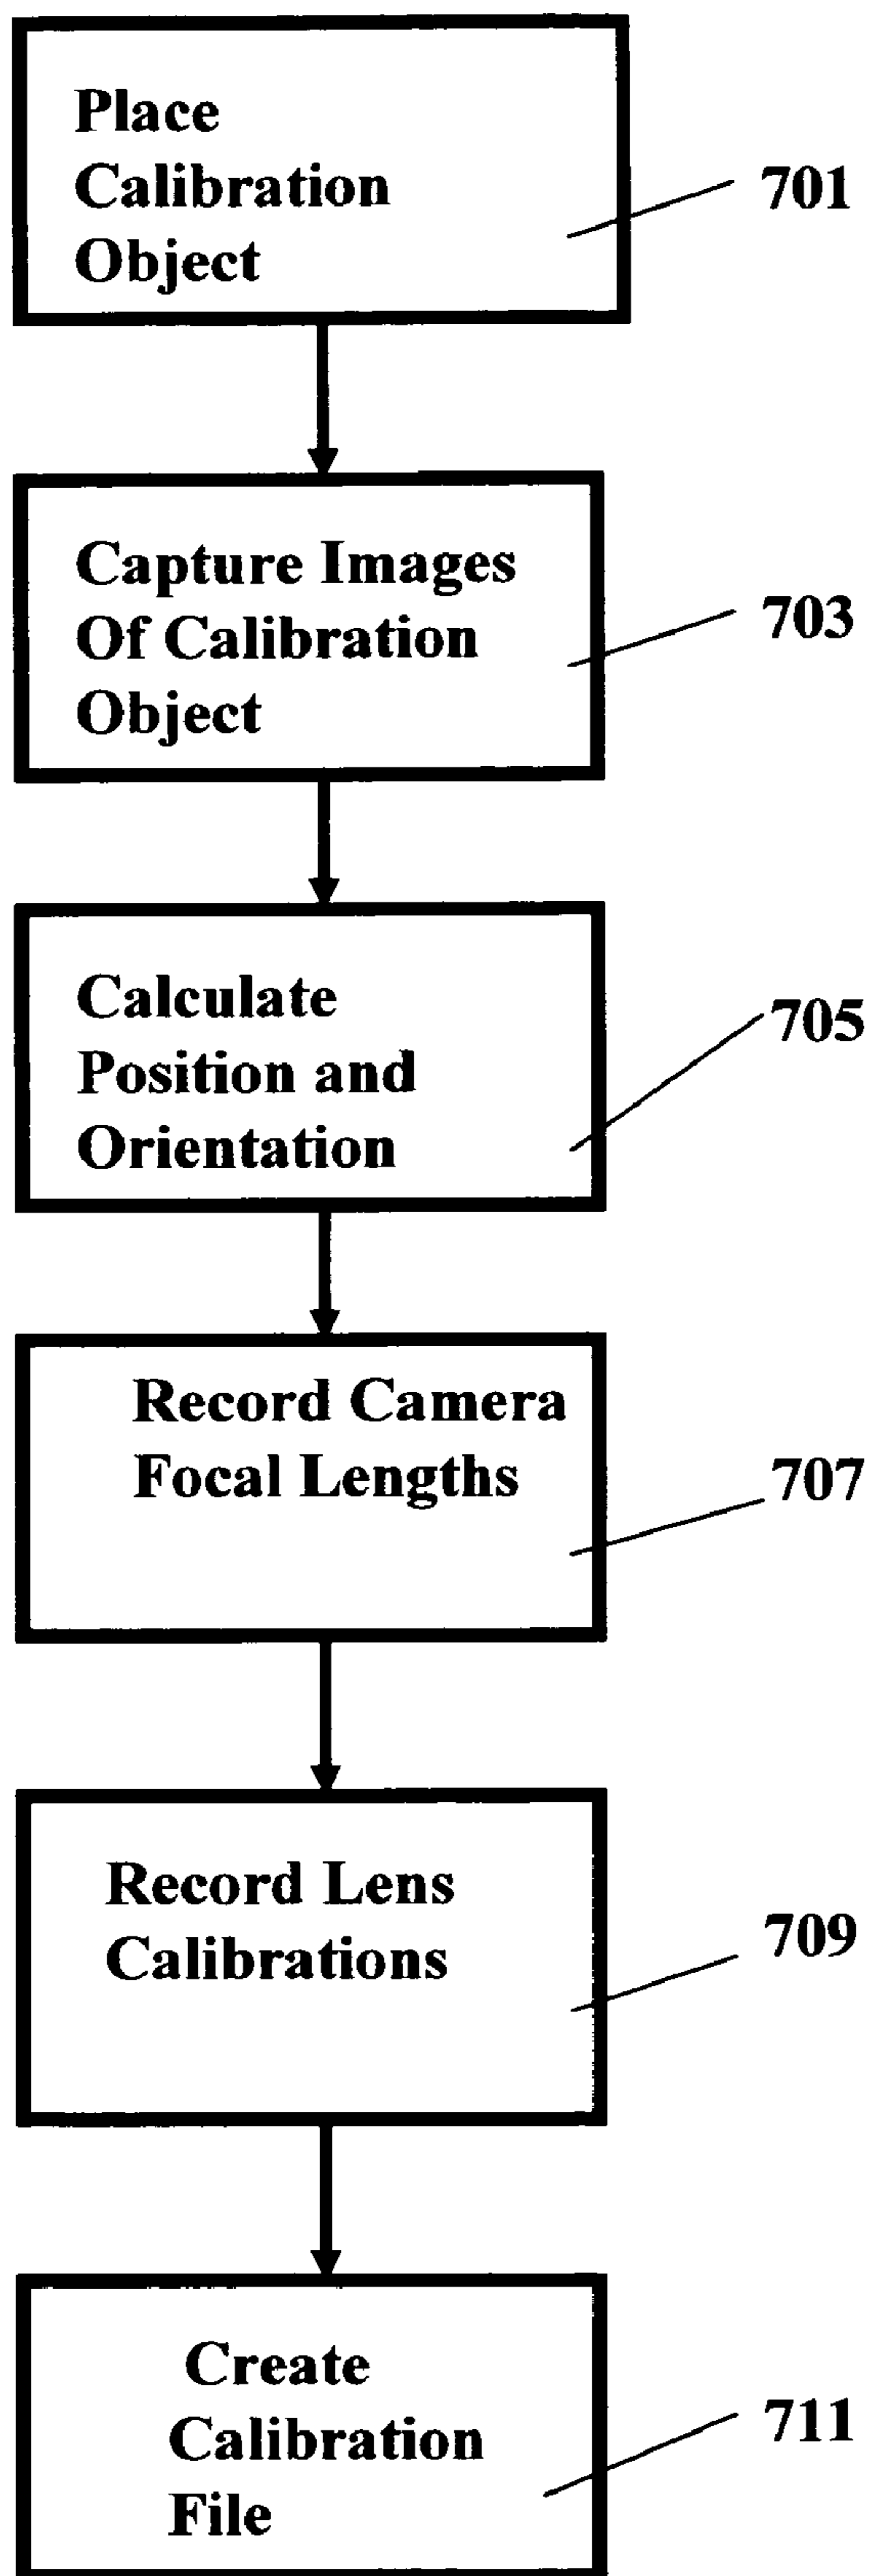 Place
Calibration
Object
701
Capture Images
Of Calibration
Object
703
Calculate
Position and
Orientation
705
Record Camera
Focal Lengths
707
Record Lens
Calibrations
709
Create
Calibration
File
711